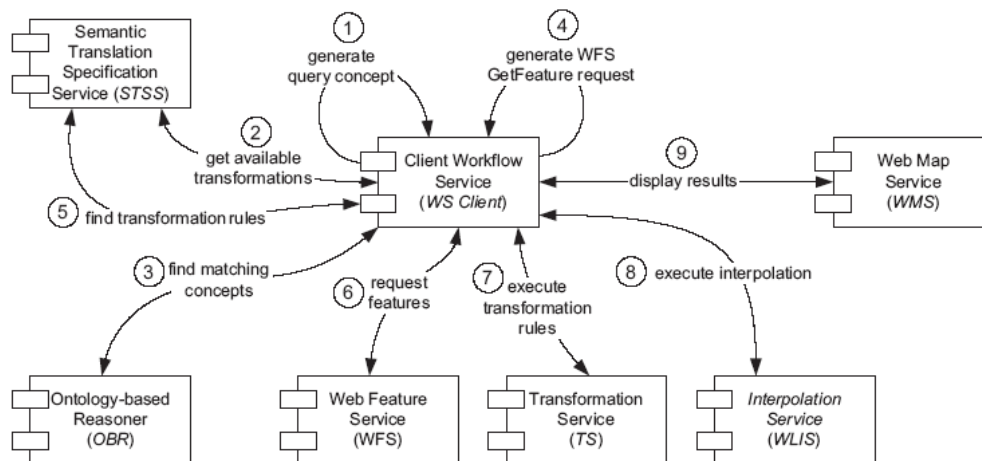 Semantic
Translation
Specification
Service (STSS)
1
generate
query concept
4
generate WFS
GetFeature request
2
get available
transformations
Client Workflow
Service
(WS Client)
9
display results
Web Map
Service
(WMS)
5 find transformation rules
3 find matching
concepts
6 request
features
7 execute
transformation
rules
8 execute interpolation
Ontology-based
Reasoner
(OBR)
Web Feature
Service
(WFS)
Transformation
Service
(TS)
Interpolation
Service
(WLIS)